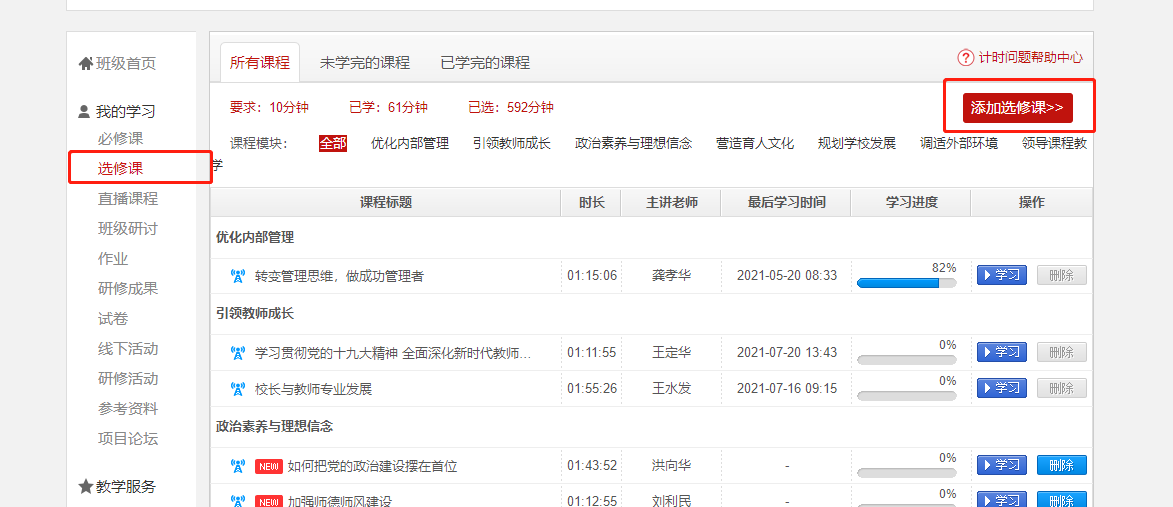 班级首页
我的学习
必修课
选修课
直播课程
班级研讨
作业
研修成果
试卷
线下活动
研修活动
参考资料
项目论坛
教学服务
所有课程 未学完的课程 已学完的课程
? 计时问题帮助中心
要求：10分钟 已学：61分钟 已选：592分钟
添加选修课>>
课程模块： 全部 优化内部管理 引领教师成长 政治素养与理想信念 营造育人文化 规划学校发展 调适外部环境 领导课程教
学
课程标题 时长 主讲老师 最后学习时间 学习进度 操作
优化内部管理
转变管理思维，做成功管理者 01:15:06 龚孝华 2021-05-20 08:33 82% 学习 删除
引领教师成长
学习贯彻党的十九大精神 全面深化新时代教师... 01:11:55 王定华 2021-07-20 13:43 0% 学习 删除
校长与教师专业发展 01:55:26 王水发 2021-07-16 09:15 0% 学习 删除
政治素养与理想信念
NEW 如何把党的政治建设摆在首位 01:43:52 洪向华 - 0% 学习 删除
NEW 加强师德师风建设 01:12:55 刘利民 - 0% 学习 删除